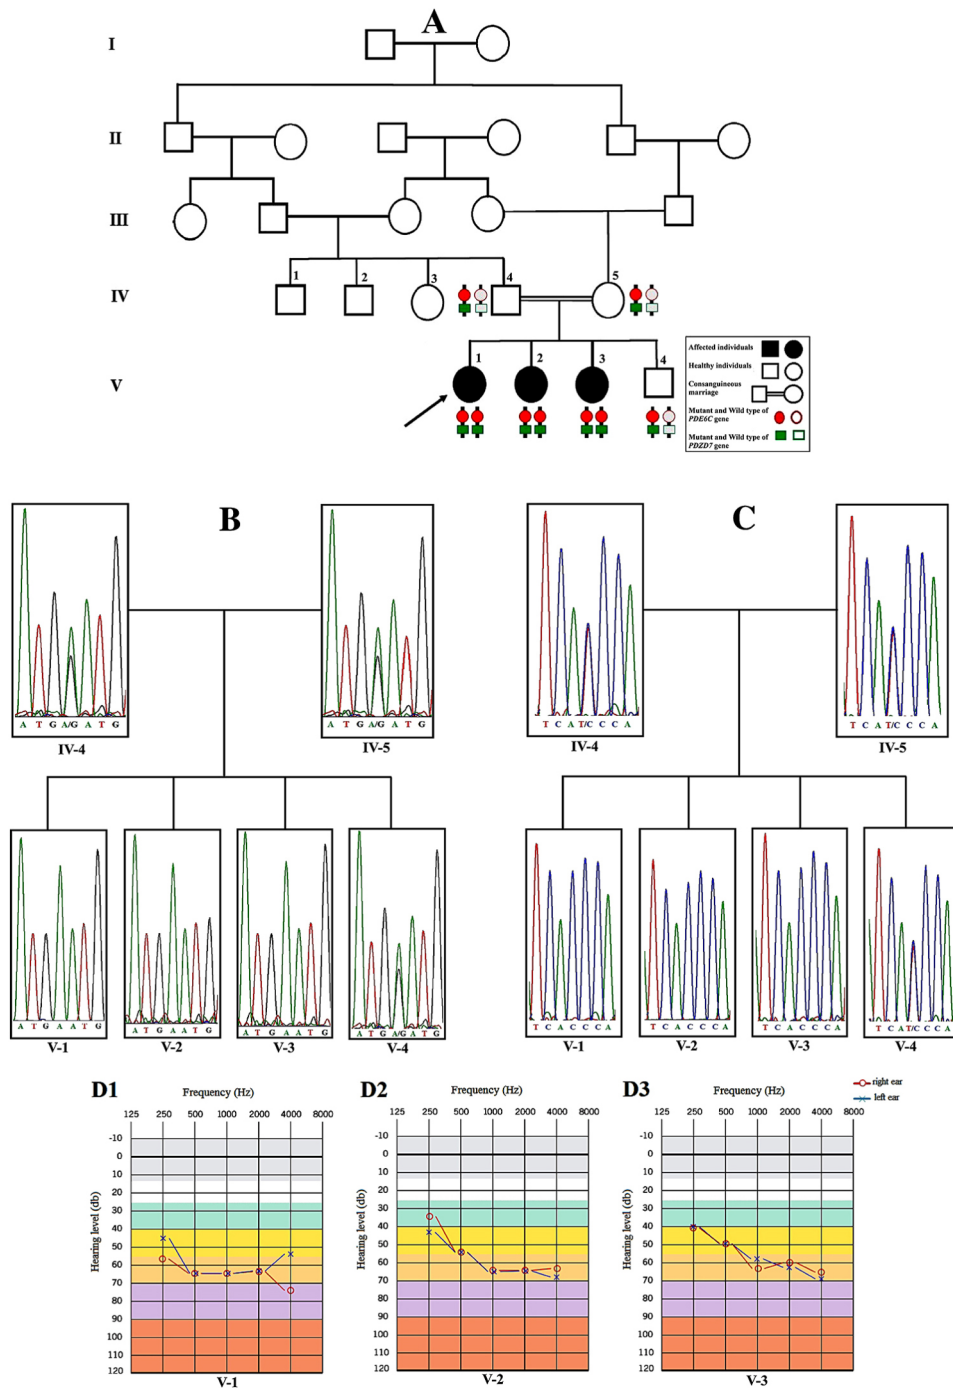 A
I
II
III
1
2
3
4
5
IV
1
2
3
4
V
Affected individuals
Healthy individuals
Consanguineous
marriage
Mutant and Wild type of
PDE6C gene
Mutant and Wild type of
PDZD7 gene
B
C
A T G A/G A T G
IV-4
A T G A/G A T G
IV-5
T C A T/C C C A
IV-4
T C A T/C C C A
IV-5
A T G A A T G
V-1
A T G A A T G
V-2
A T G A A T G
V-3
A T G A/G A T G
V-4
T C A C C C A
V-1
T C A C C C A
V-2
T C A C C C A
V-3
T C A T/C C C A
V-4
D1
Frequency (Hz)
125 250 500 1000 2000 4000 8000
Hearing level (db)
-10
0
10
20
30
40
50
60
70
80
90
100
110
120
V-1
D2
Frequency (Hz)
125 250 500 1000 2000 4000 8000
Hearing level (db)
-10
0
10
20
30
40
50
60
70
80
90
100
110
120
V-2
D3
Frequency (Hz)
right ear
left ear
125 250 500 1000 2000 4000 8000
Hearing level (db)
-10
0
10
20
30
40
50
60
70
80
90
100
110
120
V-3